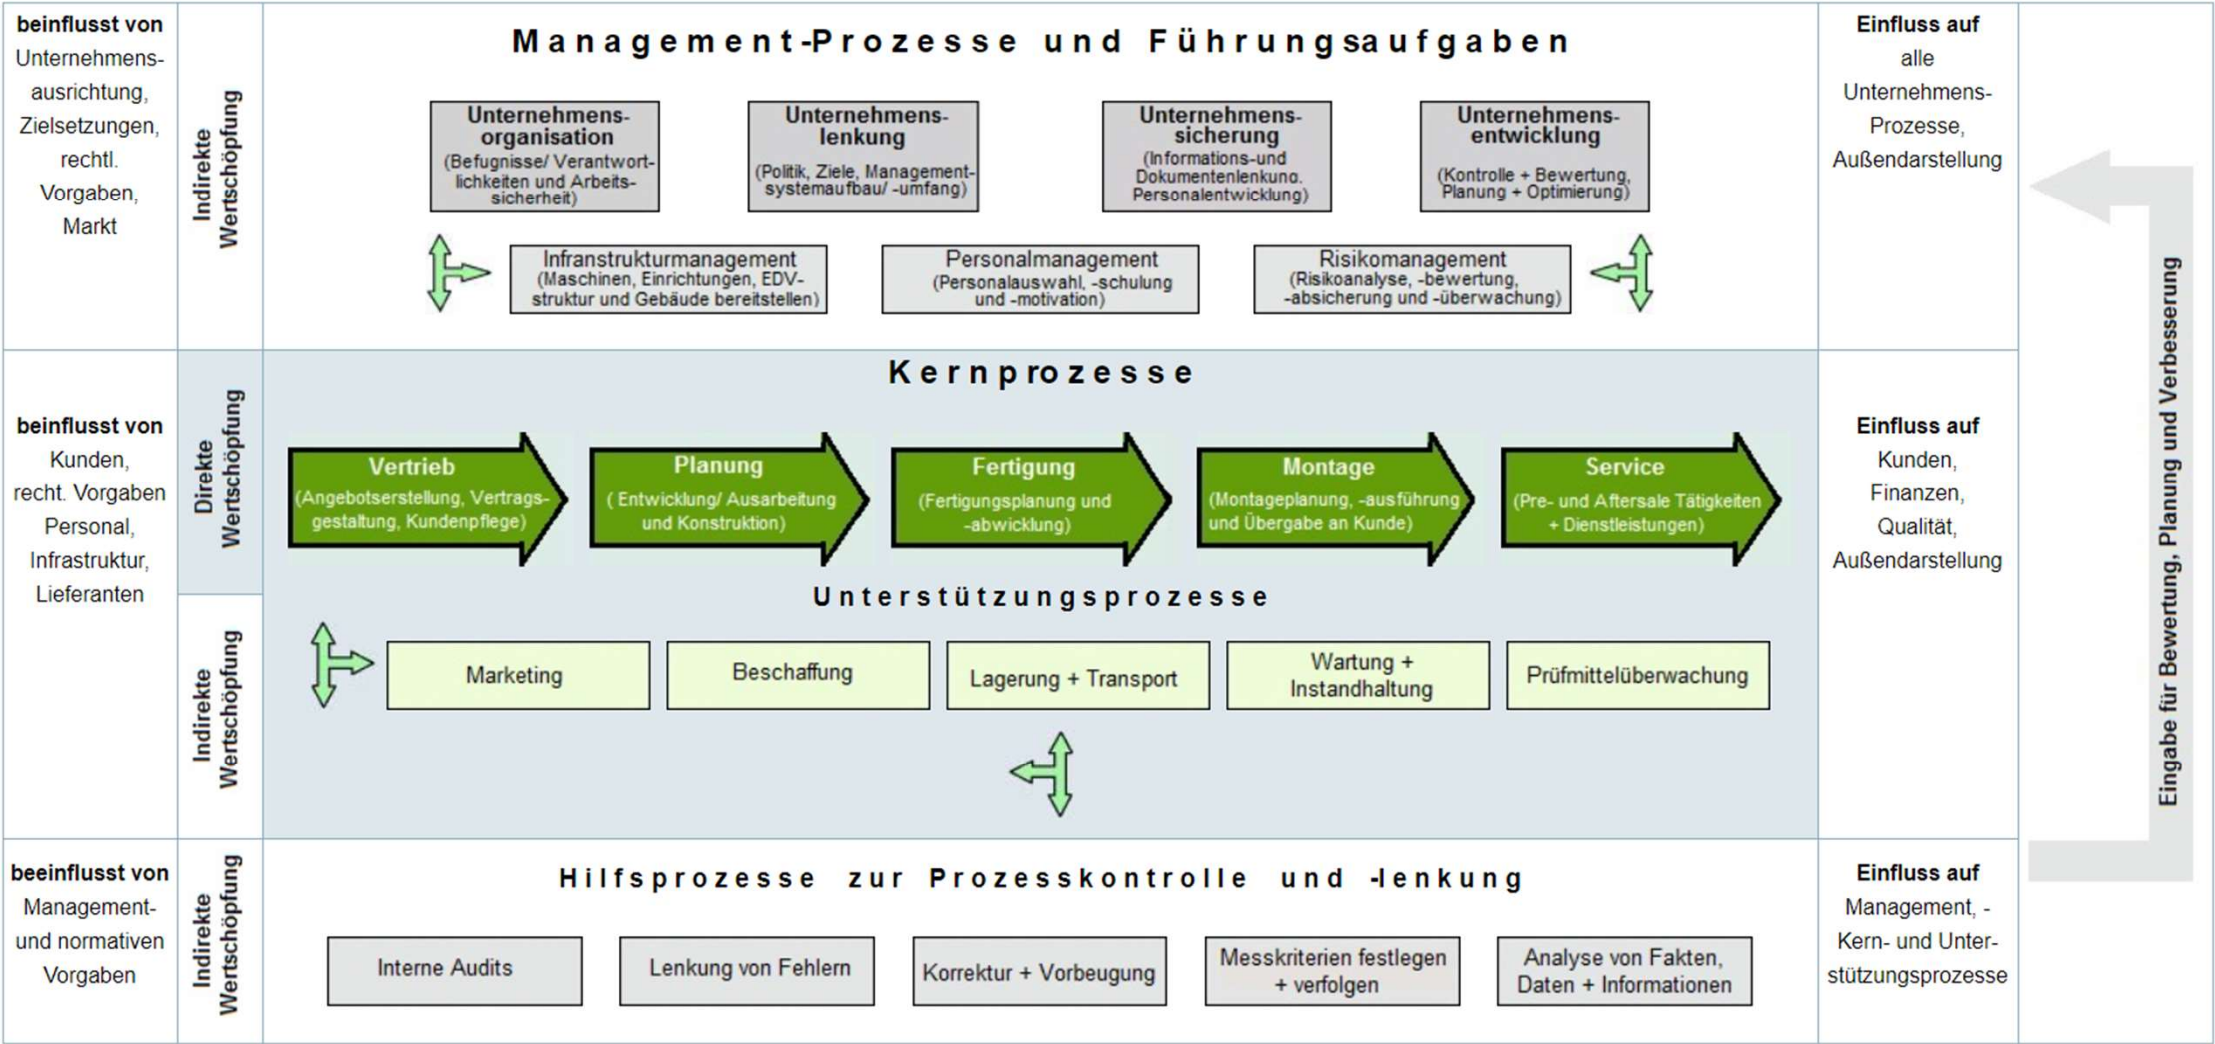 beinflusst von
Unternehmens-
ausrichtung,
Zielsetzungen,
rechtl.
Vorgaben,
Markt
Indirekte
Wertschöpfung
Management-Prozesse und Führungsaufgaben
Unternehmens-
organisation
(Befugnisse/ Verantwort-
lichkeiten und Arbeits-
sicherheit)
Unternehmens-
lenkung
(Politik, Ziele, Management-
systemaufbau/ -umfang)
Unternehmens-
sicherung
(Informations-und
Dokumentenlenkung.
Personalentwicklung)
Unternehmens-
entwicklung
(Kontrolle + Bewertung,
Planung + Optimierung)
Infranstrukturmanagement
(Maschinen, Einrichtungen, EDV-
struktur und Gebäude bereitstellen)
Personalmanagement
(Personalauswahl, -schulung
und -motivation)
Risikomanagement
(Risikoanalyse, -bewertung,
-absicherung und -überwachung)
Einfluss auf
alle
Unternehmens-
Prozesse,
Außendarstellung
beinflusst von
Kunden,
recht. Vorgaben
Personal,
Infrastruktur,
Lieferanten
Direkte
Wertschöpfung
Kernprozesse
Vertrieb
(Angebotserstellung, Vertrags-
gestaltung, Kundenpflege)
Planung
( Entwicklung/ Ausarbeitung
und Konstruktion)
Fertigung
(Fertigungsplanung und
-abwicklung)
Montage
(Montageplanung, -ausführung
und Übergabe an Kunde)
Service
(Pre- und Aftersale Tätigkeiten
+ Dienstleistungen)
Einfluss auf
Kunden,
Finanzen,
Qualität,
Außendarstellung
Indirekte
Wertschöpfung
Unterstützungsprozesse
Marketing
Beschaffung
Lagerung + Transport
Wartung +
Instandhaltung
Prüfmittelüberwachung
beeinflusst von
Management-
und normativen
Vorgaben
Indirekte
Wertschöpfung
Hilfsprozesse zur Prozesskontrolle und -lenkung
Interne Audits
Lenkung von Fehlern
Korrektur + Vorbeugung
Messkriterien festlegen
+ verfolgen
Analyse von Fakten,
Daten + Informationen
Einfluss auf
Management, -
Kern- und Unter-
stützungsprozesse
Eingabe für Bewertung, Planung und Verbesserung